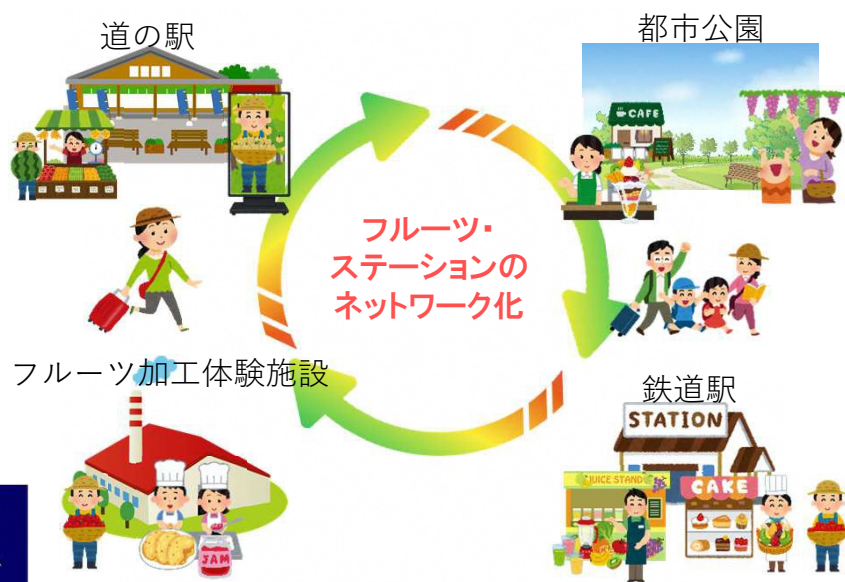 道の駅
都市公園
CAFE
フルーツ・
ステーションの
ネットワーク化
フルーツ加工体験施設
JAM
鉄道駅
STATION
JUICE STAND
CAKE